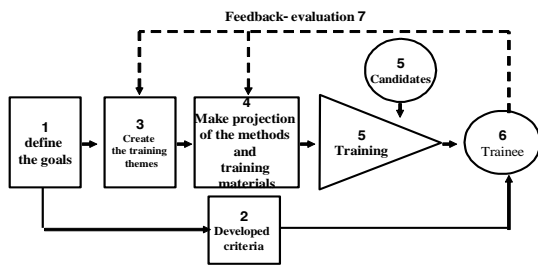 Feedback- evaluation 7
1
define
the goals
3
Create
the training
themes
4
Make projection
of the methods
and
training
materials
5
Candidates
5
Training
6
Trainee
2
Developed
criteria